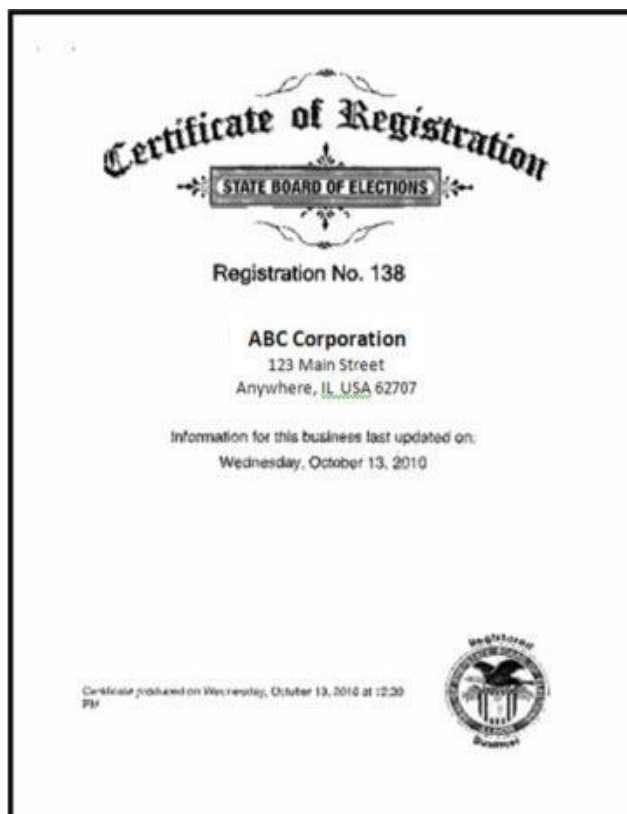 Certificate of Registration
STATE BOARD OF ELECTIONS
Registration No. 138
ABC Corporation
123 Main Street
Anywhere, IL USA 62707
Information for this business last updated on:
Wednesday, October 13, 2010
Registered
Certificate produced on Wednesday, October 13, 2010 at 12:30
PM
ILLINOIS
Business